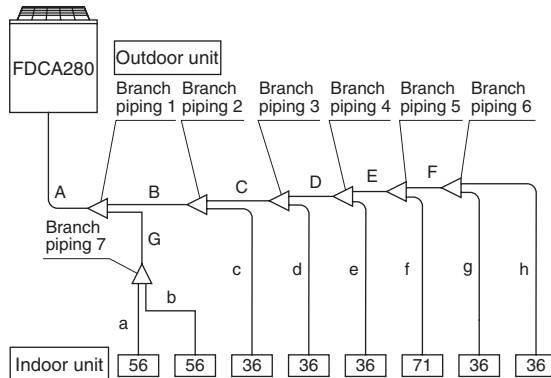 FDCA280
Outdoor unit
Branch piping 1
Branch piping 2
Branch piping 3
Branch piping 4
Branch piping 5
Branch piping 6
A
B
C
D
E
F
Branch piping 7
G
a
b
c
d
e
f
g
h
Indoor unit
56
56
36
36
36
71
36
36